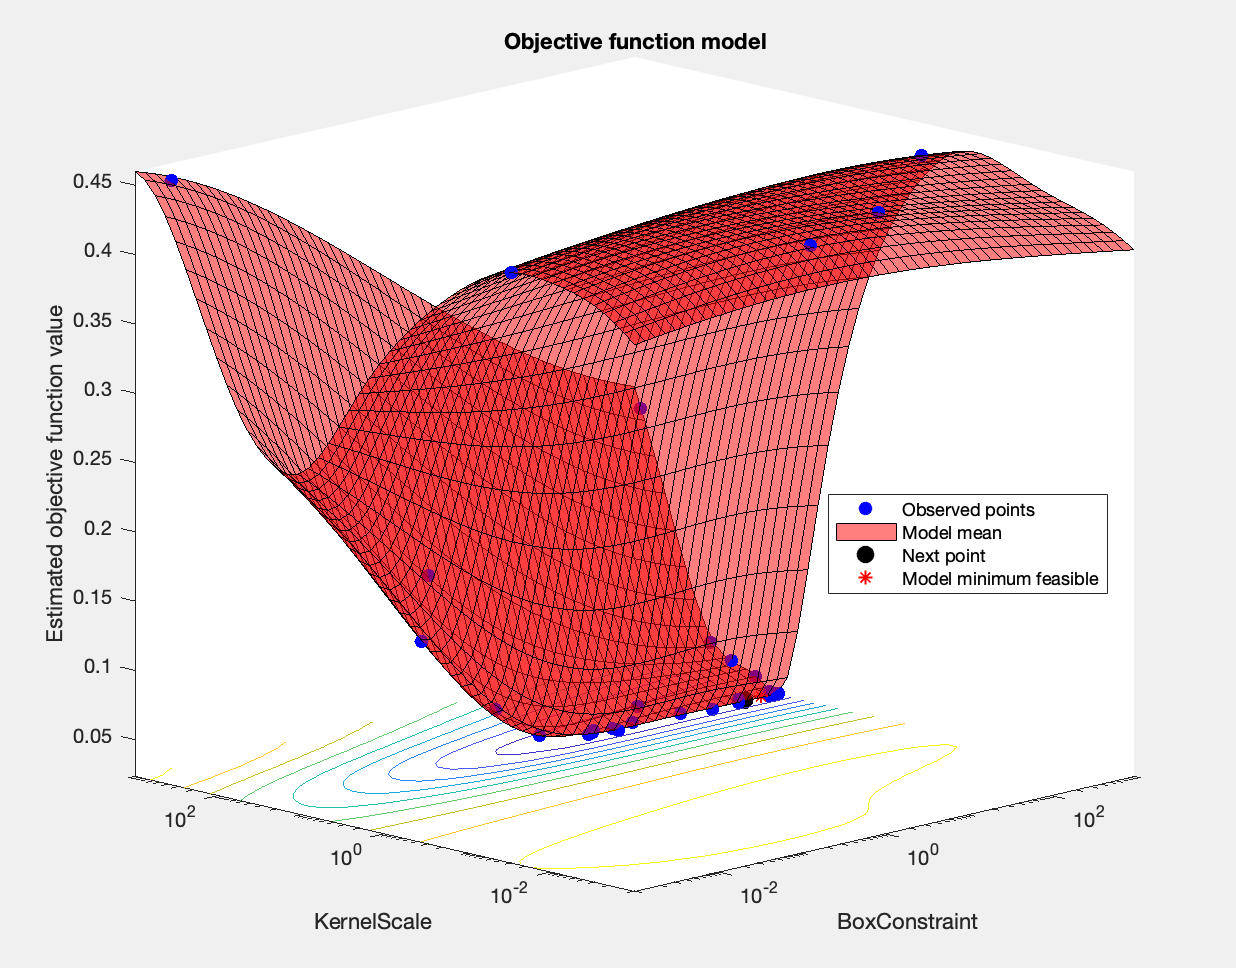 Objective function model
0.45
0.4
0.35
0.3
0.25
0.2
0.15
0.1
0.05
Estimated objective function value
Observed points
Model mean
Next point
Model minimum feasible
10^2
10^0
10^-2
KernelScale
10^-2
10^0
10^2
BoxConstraint